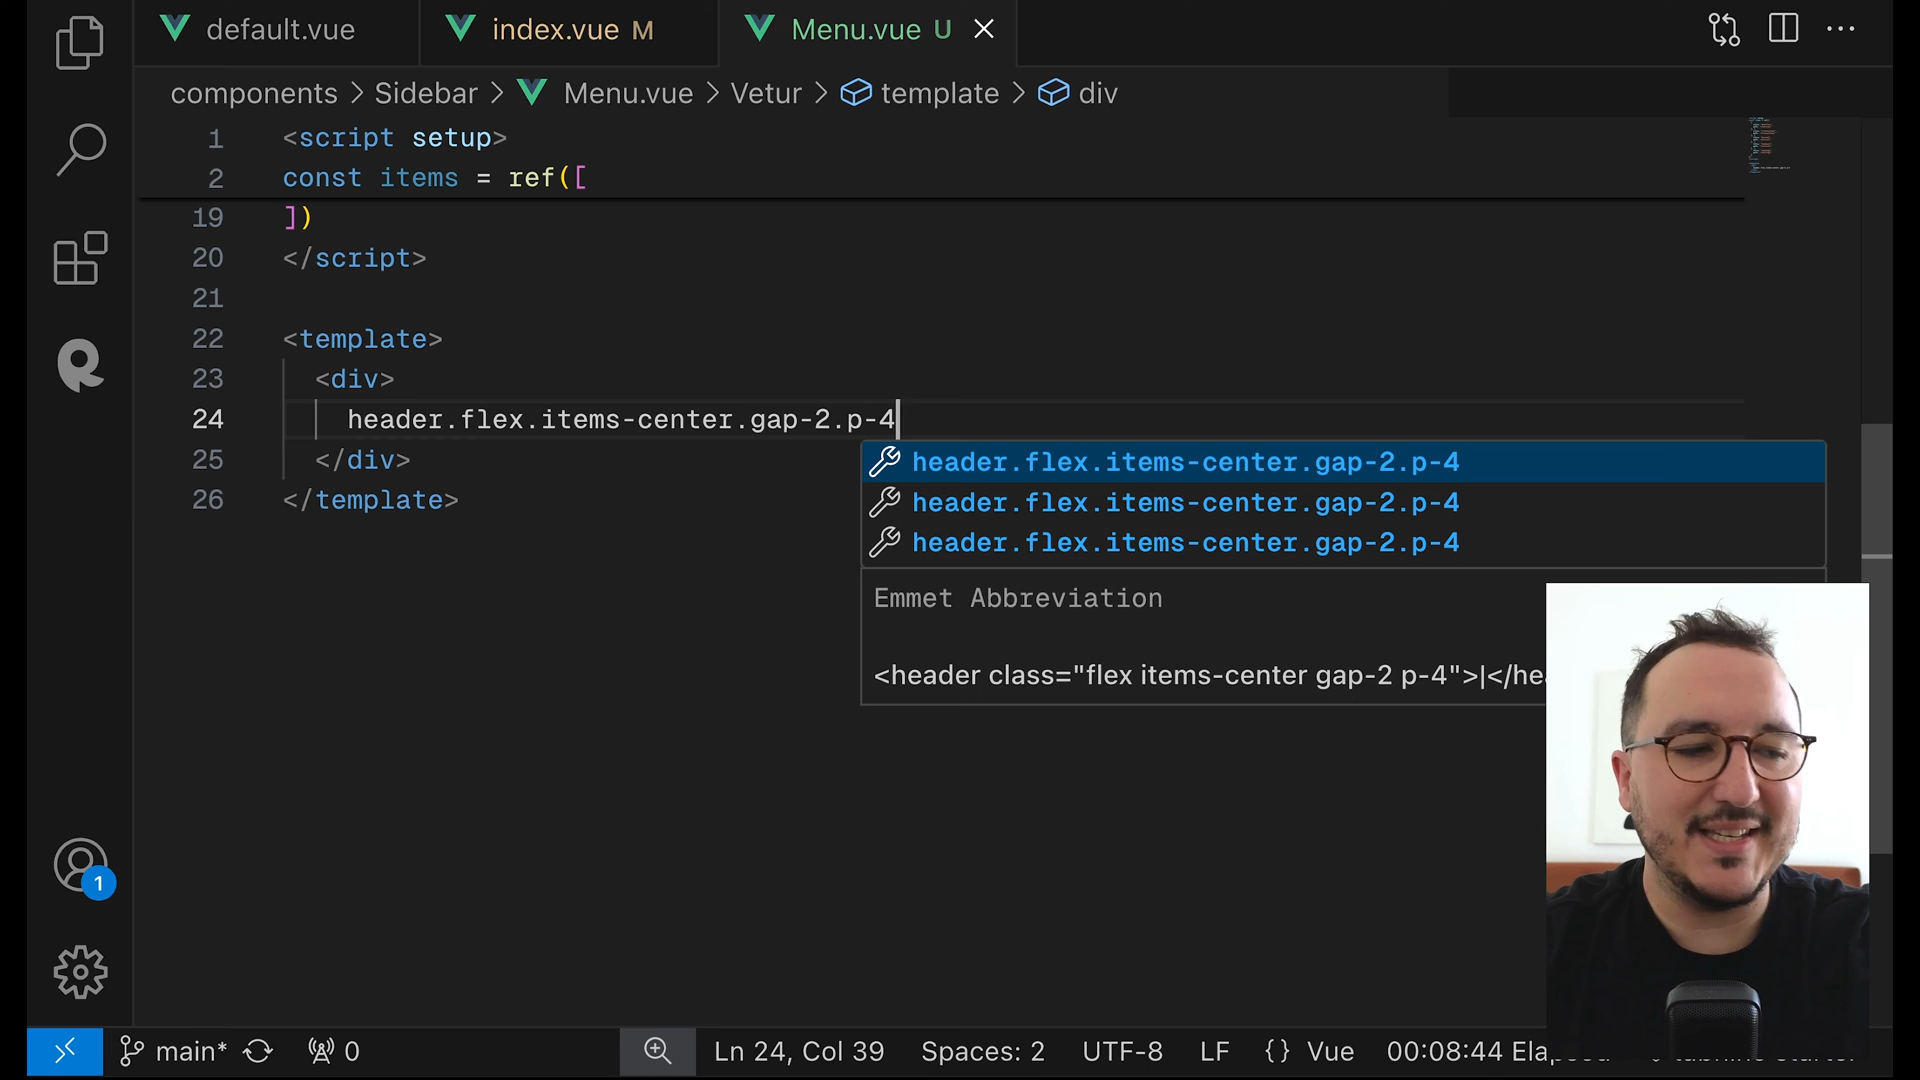 default.vue
index.vue M
Menu.vue U
components > Sidebar > Menu.vue > Vetur > template > div
1 <script setup>
2 const items = ref([
19 ])
20 </script>
21
22 <template>
23 <div>
24 header.flex.items-center.gap-2.p-4
25 </div>
26 </template>
header.flex.items-center.gap-2.p-4
header.flex.items-center.gap-2.p-4
header.flex.items-center.gap-2.p-4
Emmet Abbreviation
<header class="flex items-center gap-2 p-4">|</hea
1
main* 0 Ln 24, Col 39 Spaces: 2 UTF-8 LF {} Vue 00:08:44